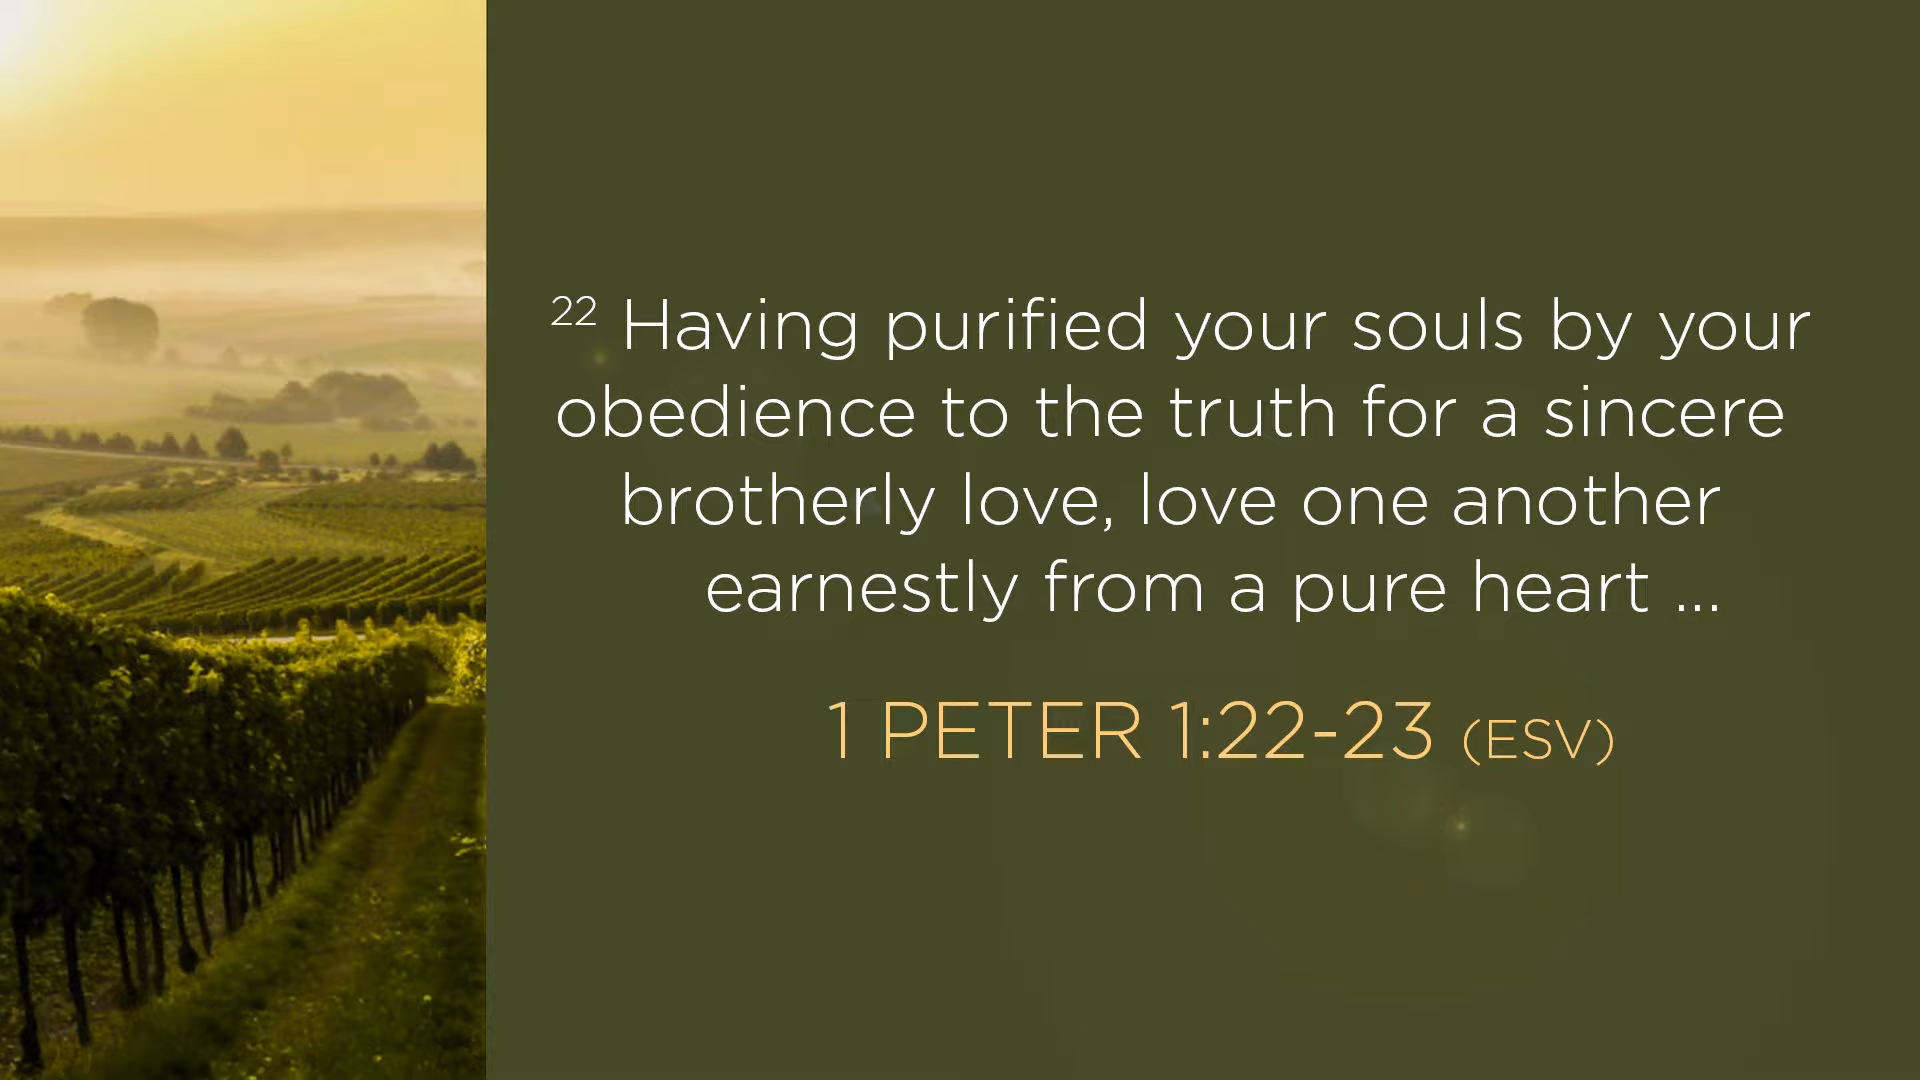 22 Having purified your souls by your
obedience to the truth for a sincere
brotherly love, love one another
earnestly from a pure heart ...
1 PETER 1:22-23 (ESV)